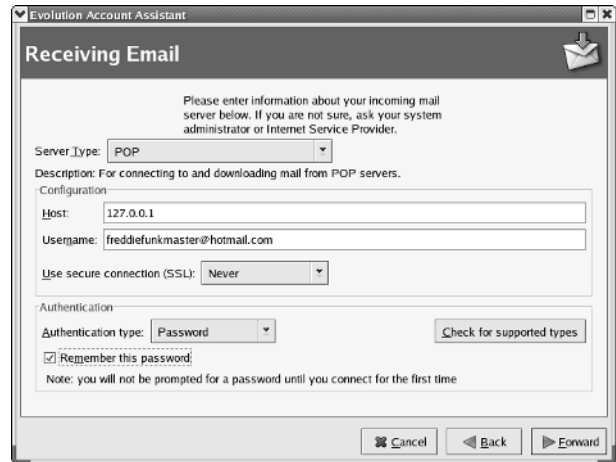 Evolution Account Assistant
Receiving Email
Please enter information about your incoming mail
server below. If you are not sure, ask your system
administrator or Internet Service Provider.
Server Type: POP
Description: For connecting to and downloading mail from POP servers.
Configuration
Host: 127.0.0.1
Username: freddiefunkmaster@hotmail.com
Use secure connection (SSL): Never
Authentication
Authentication type: Password Check for supported types
Remember this password
Note: you will not be prompted for a password until you connect for the first time
Cancel Back Forward